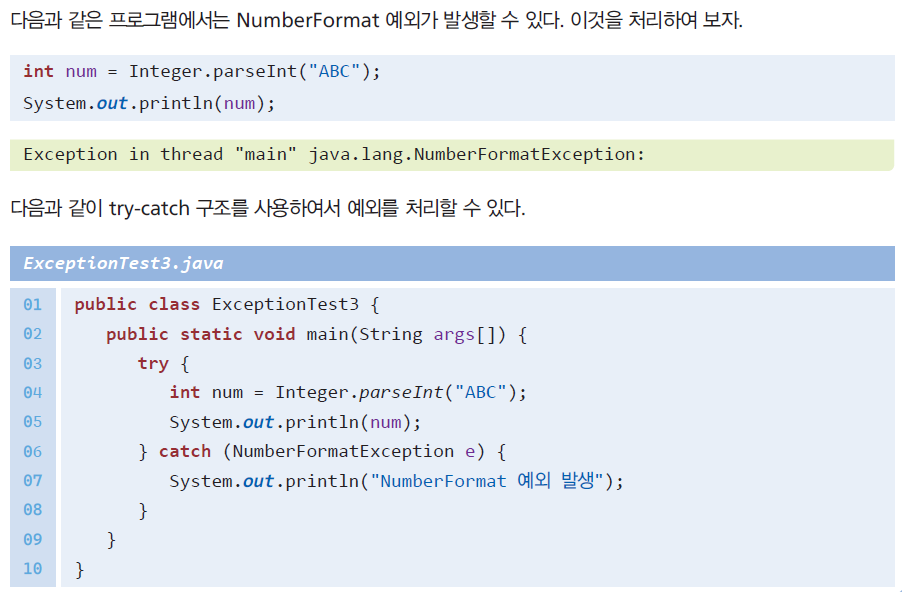 다음과 같은 프로그램에서는 NumberFormat 예외가 발생할 수 있다. 이것을 처리하여 보자.
int num = Integer.parseInt("ABC");
System.out.println(num);
Exception in thread "main" java.lang.NumberFormatException:
다음과 같이 try-catch 구조를 사용하여서 예외를 처리할 수 있다.
ExceptionTest3.java
01 public class ExceptionTest3 {
02    public static void main(String args[]) {
03       try {
04          int num = Integer.parseInt("ABC");
05          System.out.println(num);
06       } catch (NumberFormatException e) {
07          System.out.println("NumberFormat 예외 발생");
08       }
09    }
10 }